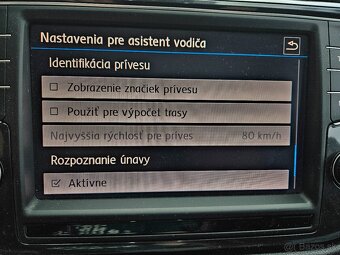 Nastavenia pre asistent vodiča
Identifikácia prívesu
Zobrazenie značiek prívesu
Použiť pre výpočet trasy
Najvyššia rýchlosť pre príves 80 km/h
Rozpoznanie únavy
Aktívne